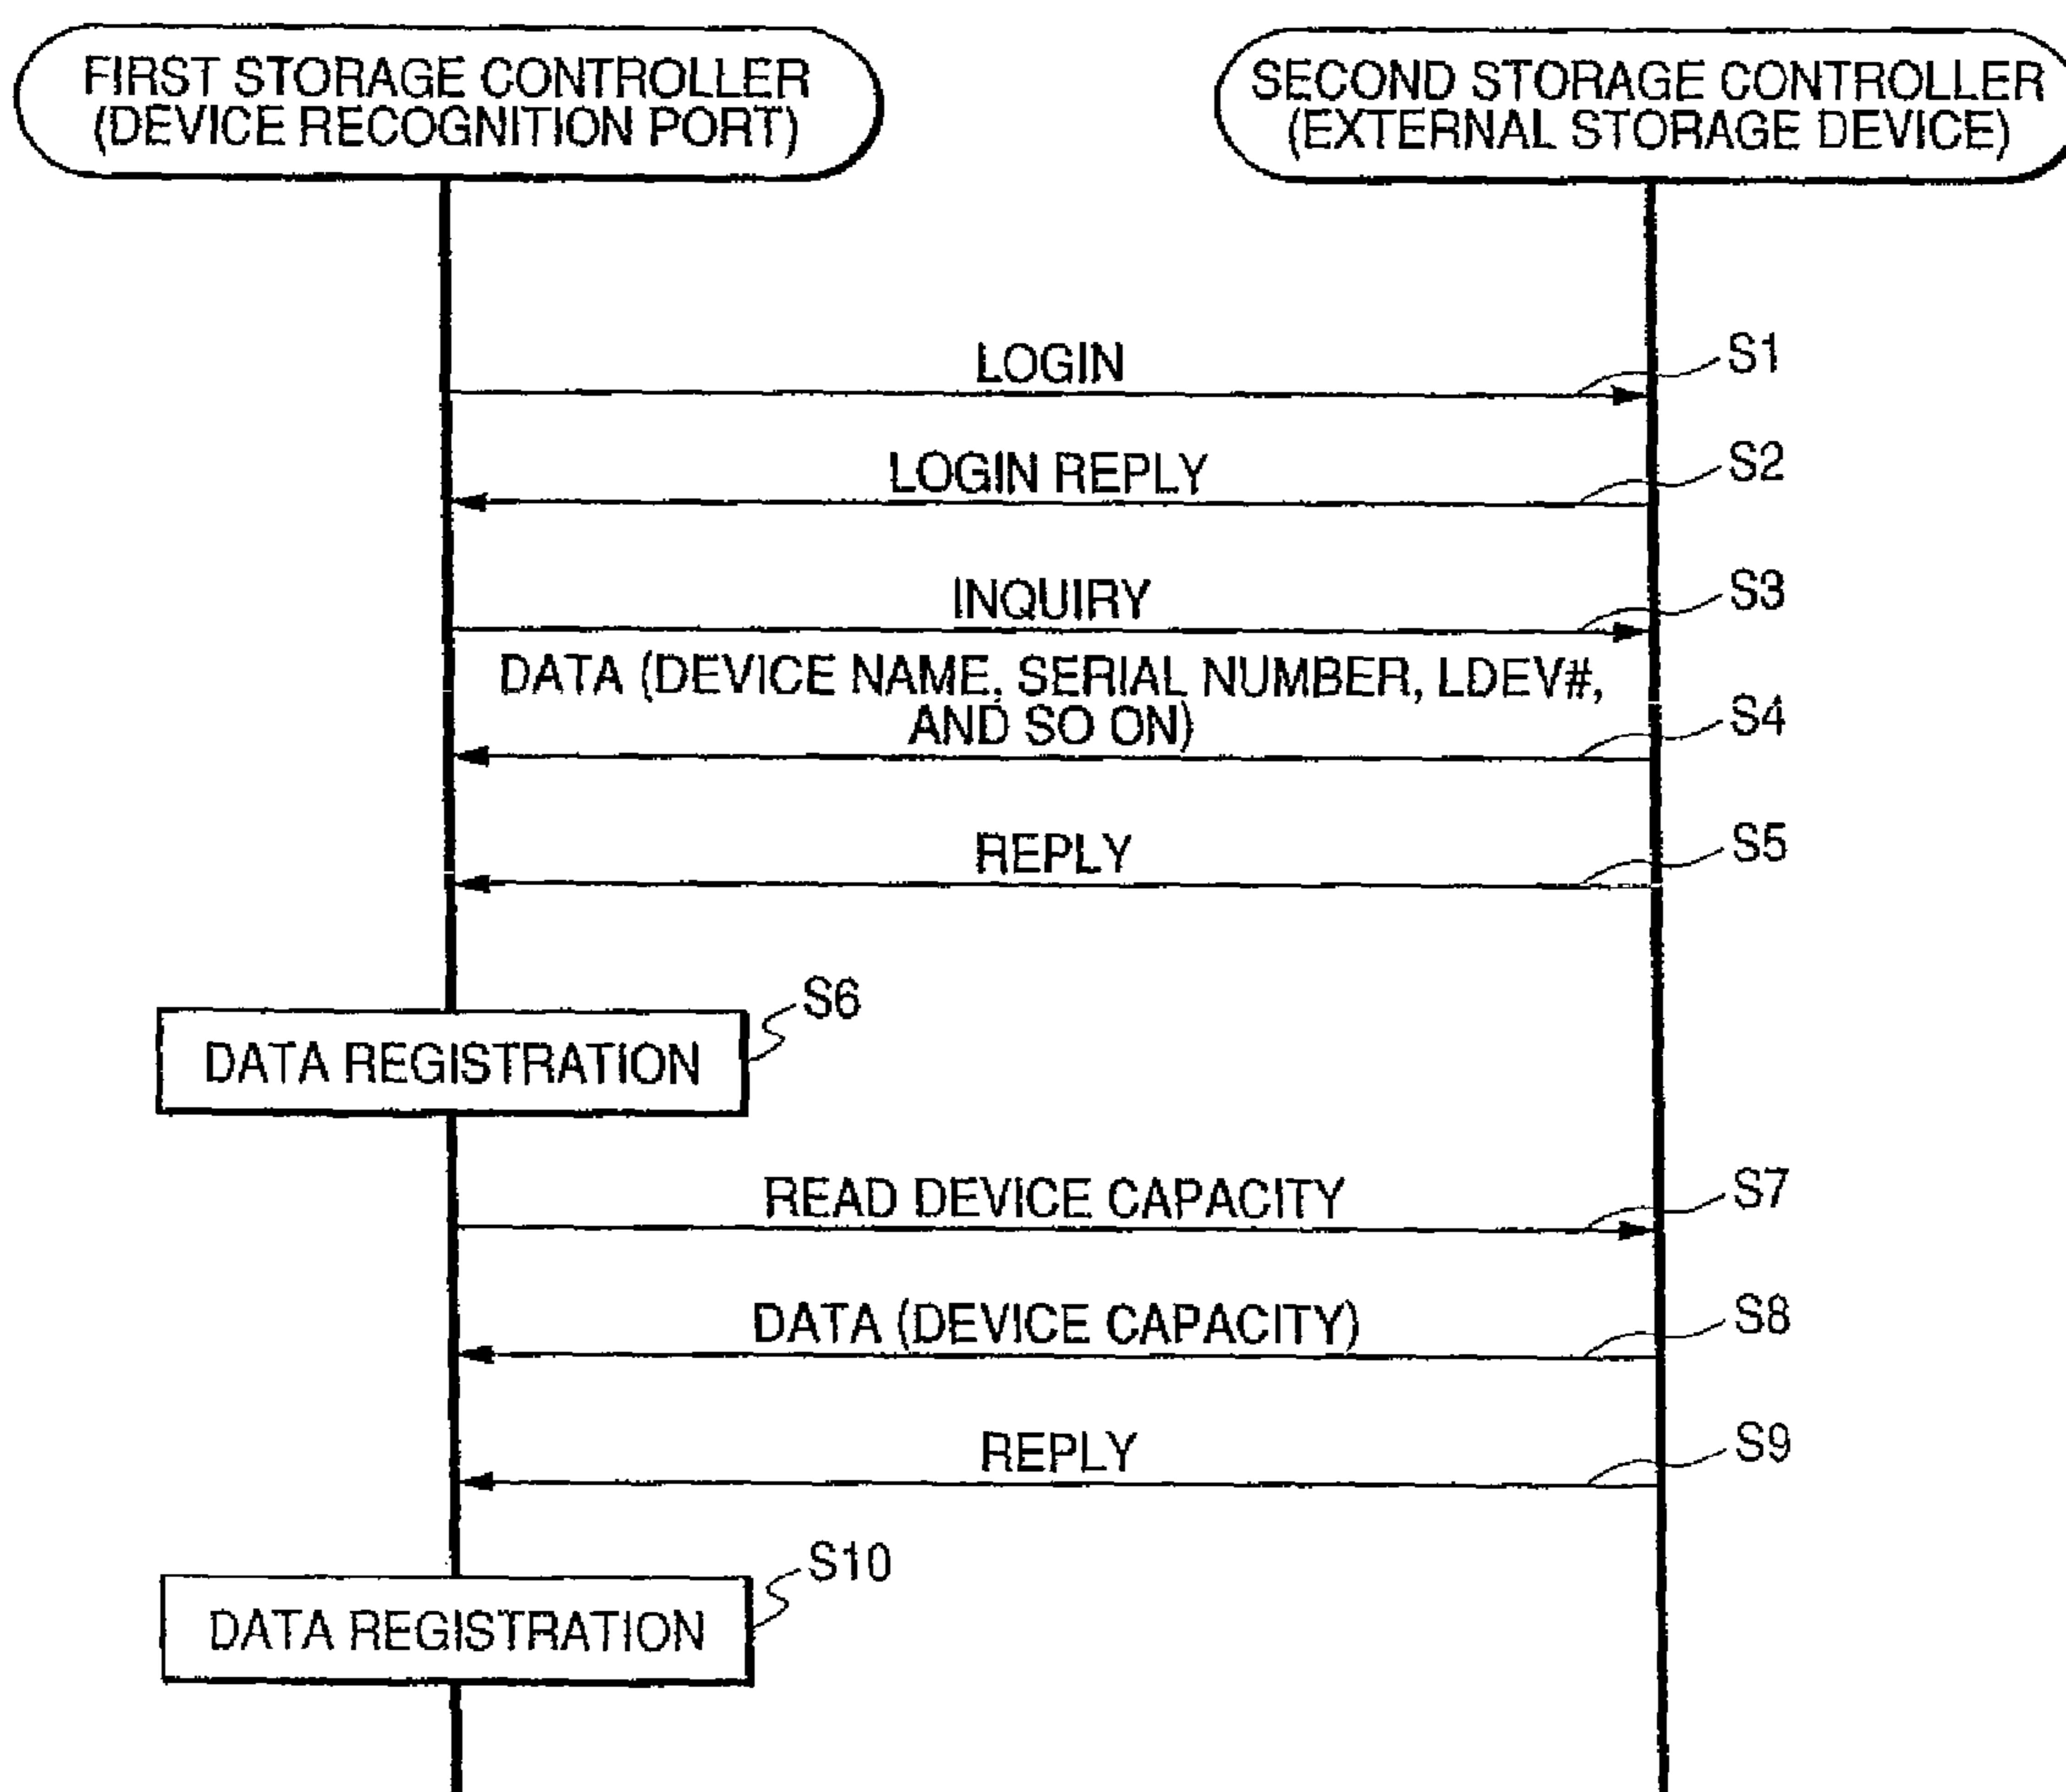 FIRST STORAGE CONTROLLER
(DEVICE RECOGNITION PORT)
SECOND STORAGE CONTROLLER
(EXTERNAL STORAGE DEVICE)
LOGIN
S1
LOGIN REPLY
S2
INQUIRY
S3
DATA (DEVICE NAME, SERIAL NUMBER, LDEV#,
AND SO ON)
S4
REPLY
S5
S6
DATA REGISTRATION
READ DEVICE CAPACITY
S7
DATA (DEVICE CAPACITY)
S8
REPLY
S9
S10
DATA REGISTRATION